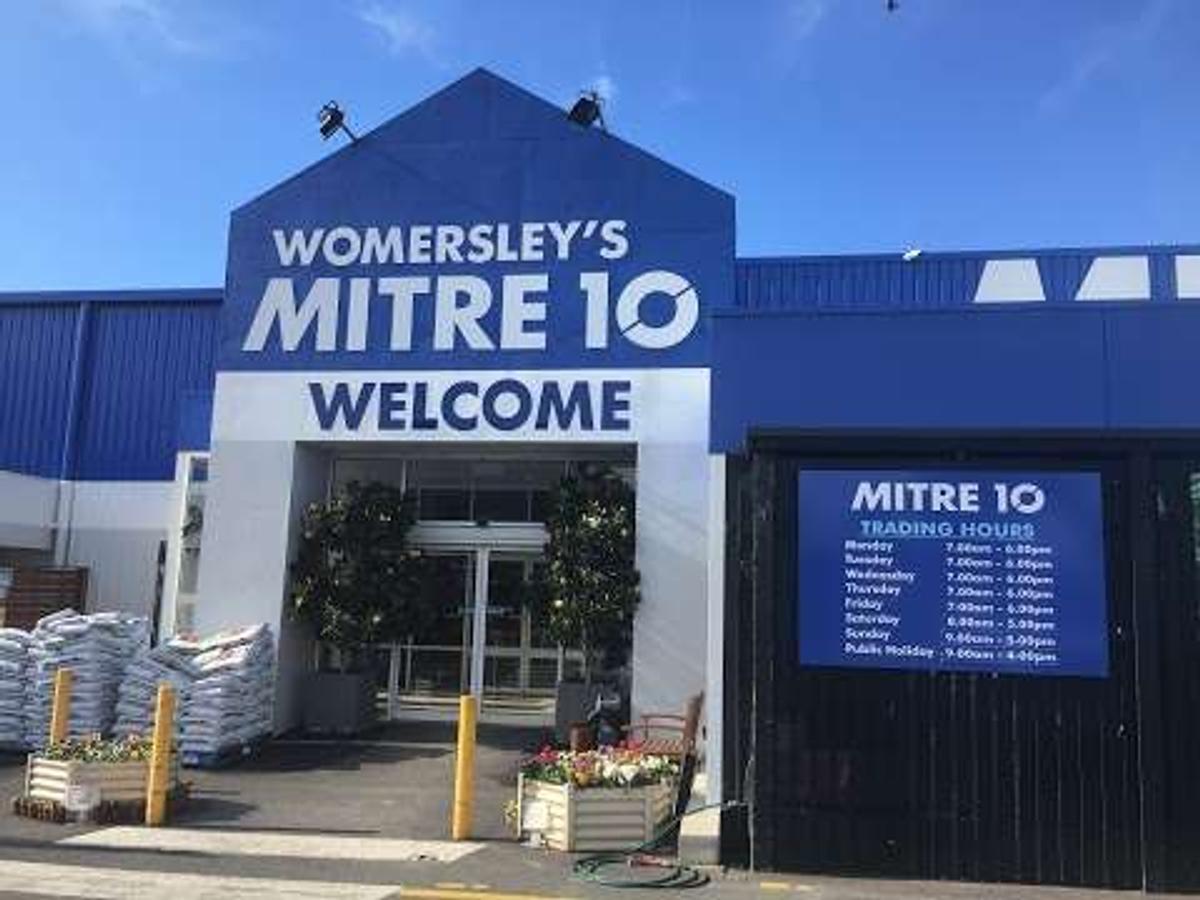 WOMERSLEY'S
MITRE 10
WELCOME
MITRE 10
TRADING HOURS
Monday 7.00am - 6.00pm
Tuesday 7.00am - 6.00pm
Wednesday 7.00am - 6.00pm
Thursday 7.00am - 6.00pm
Friday 7.00am - 6.00pm
Saturday 8.00am - 5.00pm
Sunday 9.00am - 5.00pm
Public Holiday 9.00am - 4.00pm